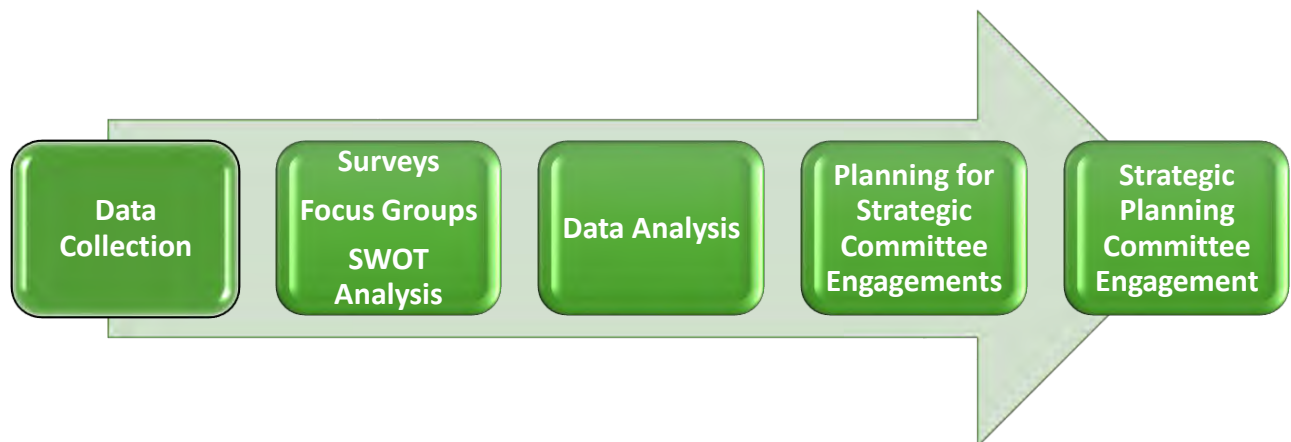 Data
Collection
Surveys
Focus Groups
SWOT
Analysis
Data Analysis
Planning for
Strategic
Committee
Engagements
Strategic
Planning
Committee
Engagement